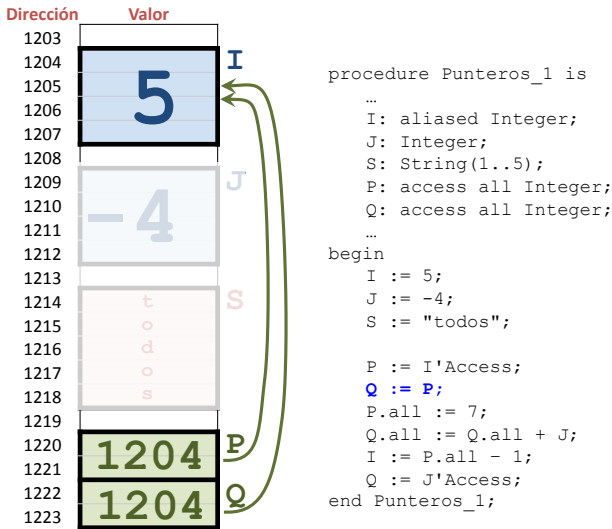 Dirección Valor
1203
1204
1205
1206
1207
1208
1209
1210
1211
1212
1213
1214
1215
1216
1217
1218
1219
1220
1221
1222
1223
5
I
-4
J
t
o
d
o
s
S
1204
P
1204
Q
procedure Punteros_1 is
…
I: aliased Integer;
J: Integer;
S: String(1..5);
P: access all Integer;
Q: access all Integer;
…
begin
I := 5;
J := -4;
S := "todos";
P := I'Access;
Q := P;
P.all := 7;
Q.all := Q.all + J;
I := P.all – 1;
Q := J'Access;
end Punteros_1;